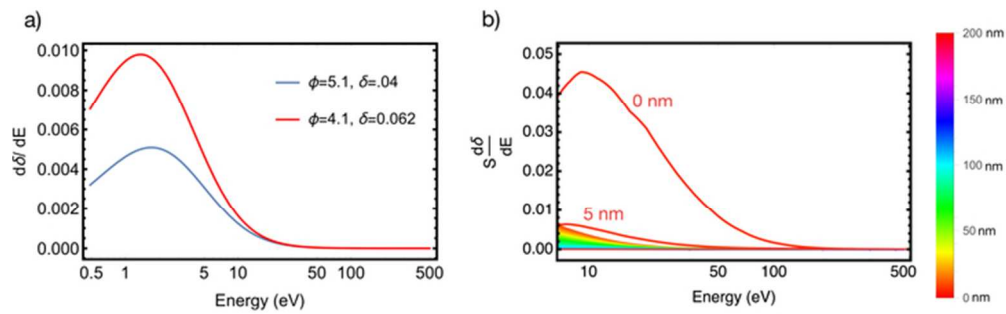 a)
dδ/ dE
0.010
0.008
0.006
0.004
0.002
0.000
ϕ=5.1, δ=.04
ϕ=4.1, δ=0.062
0.5 1 5 10 50 100 500
Energy (eV)
b)
S dδ/dE
0.05
0.04
0.03
0.02
0.01
0.00
0 nm
5 nm
10 50 100 500
Energy (eV)
200 nm
150 nm
100 nm
50 nm
0 nm